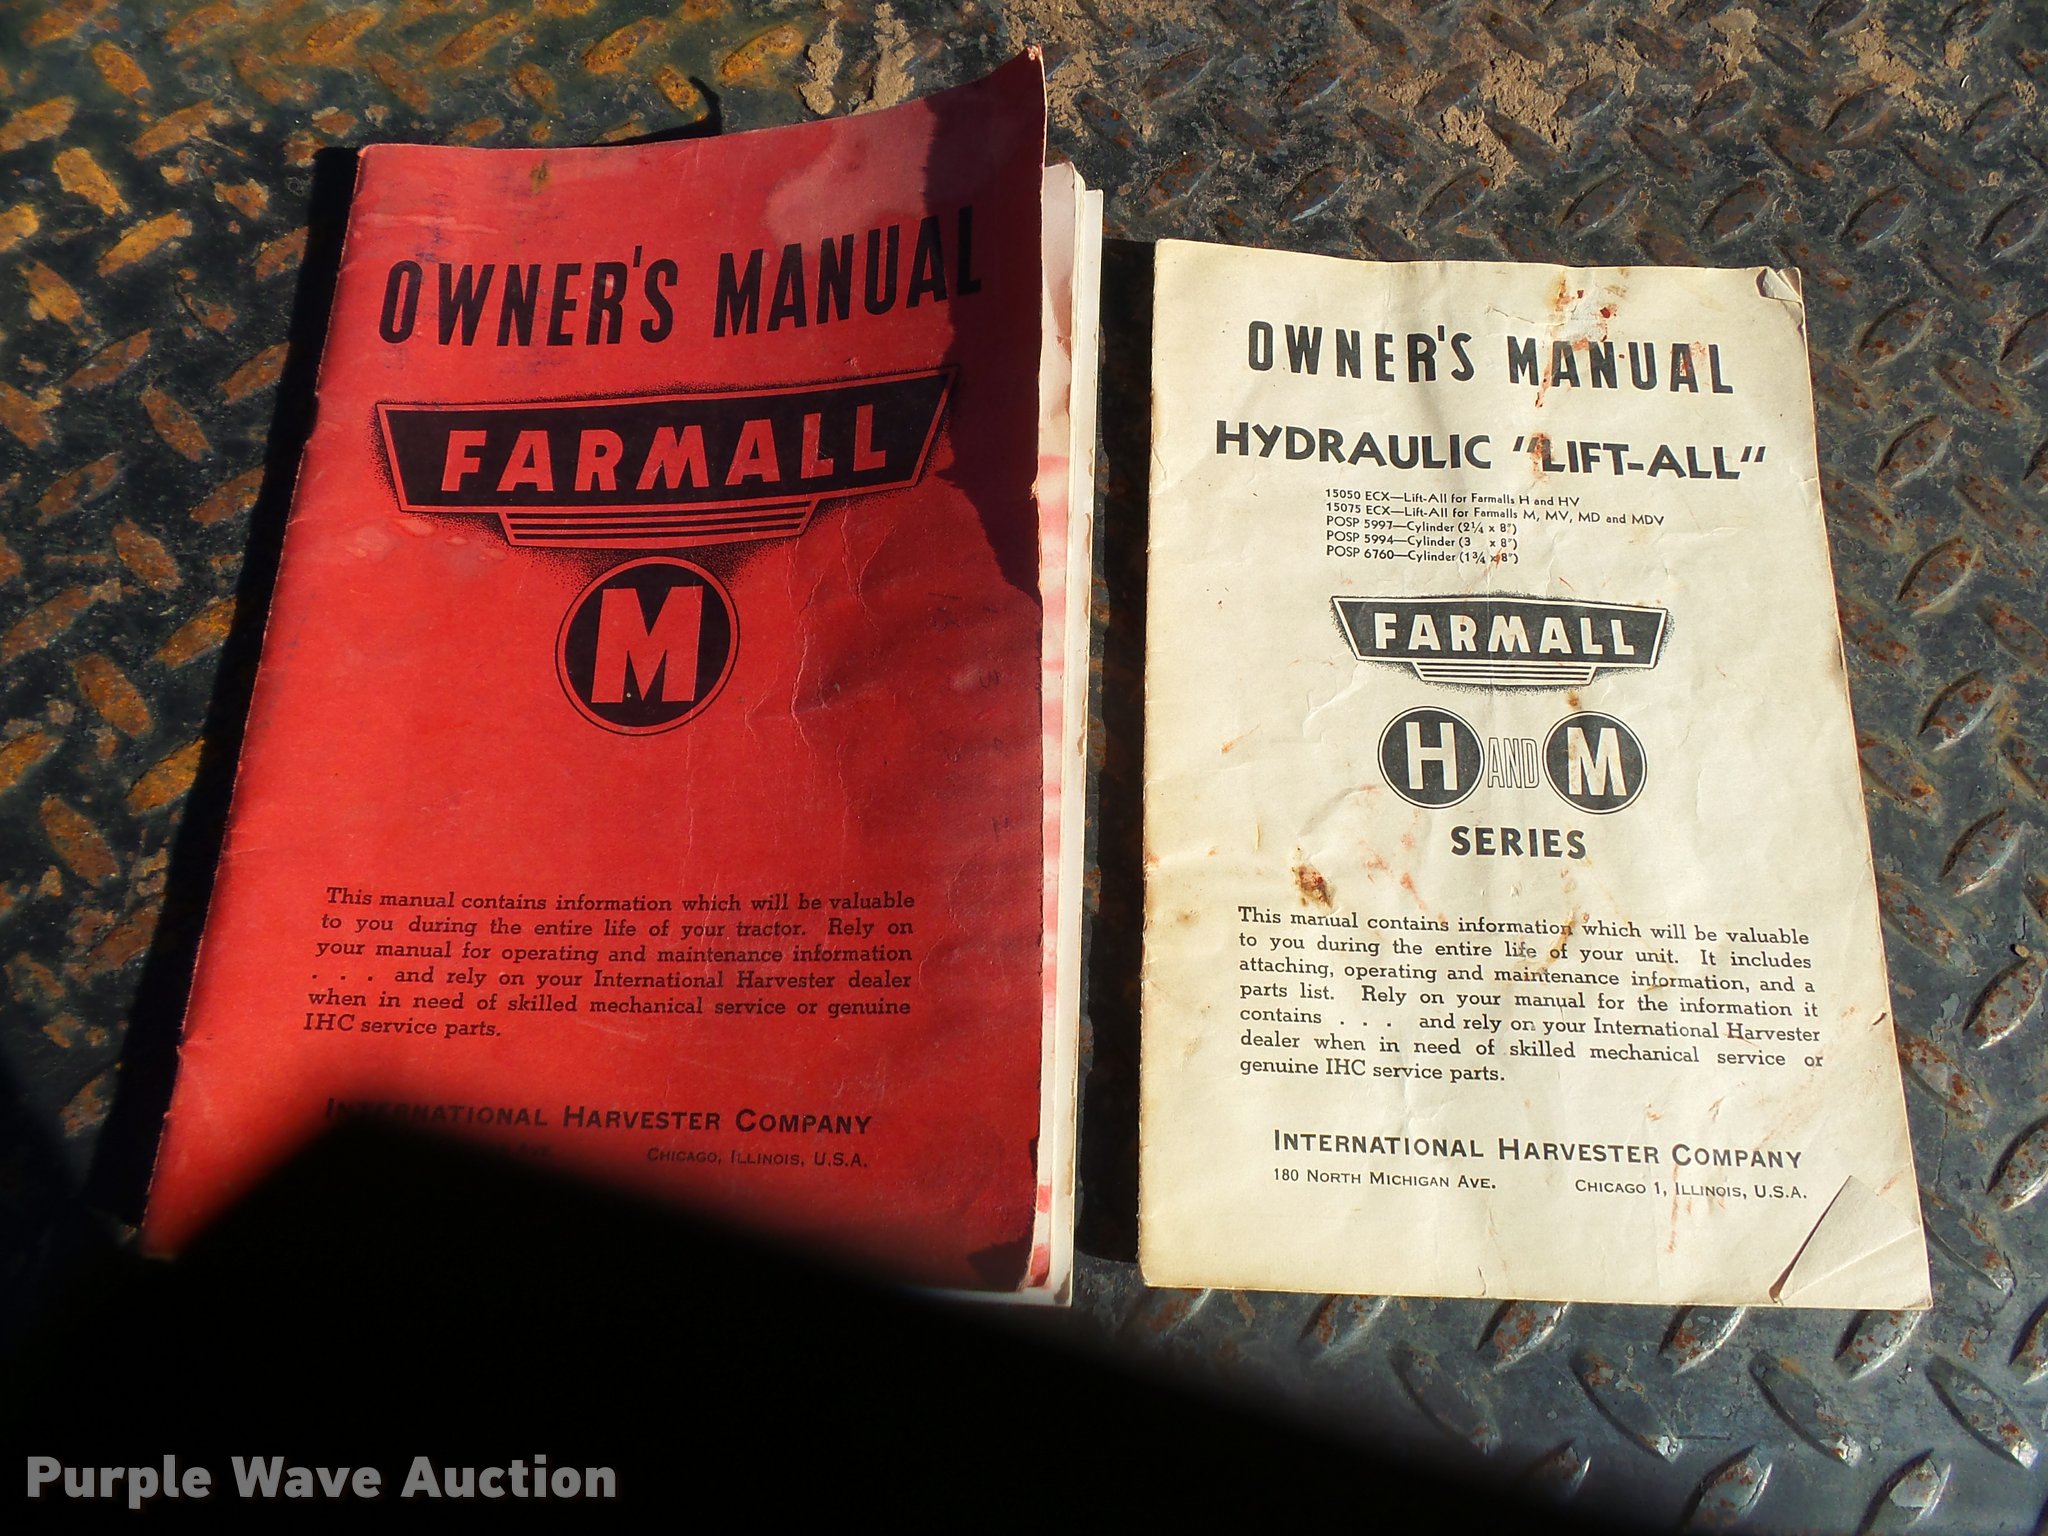 OWNER'S MANUAL
FARMALL
M
This manual contains information which will be valuable
to you during the entire life of your tractor. Rely on
your manual for operating and maintenance information
. . . and rely on your International Harvester dealer
when in need of skilled mechanical service or genuine
IHC service parts.
INTERNATIONAL HARVESTER COMPANY
AVE. CHICAGO, ILLINOIS, U.S.A.
OWNER'S MANUAL
HYDRAULIC "LIFT-ALL"
15050 ECX—Lift-All for Farmalls H and HV
15075 ECX—Lift-All for Farmalls M, MV, MD and MDV
POSP 5997—Cylinder (2¼ x 8")
POSP 5994—Cylinder (3 x 8")
POSP 6760—Cylinder (1¾ x 8")
FARMALL
H AND M
SERIES
This manual contains information which will be valuable
to you during the entire life of your unit. It includes
attaching, operating and maintenance information, and a
parts list. Rely on your manual for the information it
contains . . . and rely on your International Harvester
dealer when in need of skilled mechanical service or
genuine IHC service parts.
INTERNATIONAL HARVESTER COMPANY
180 NORTH MICHIGAN AVE. CHICAGO 1, ILLINOIS, U.S.A.
Purple Wave Auction